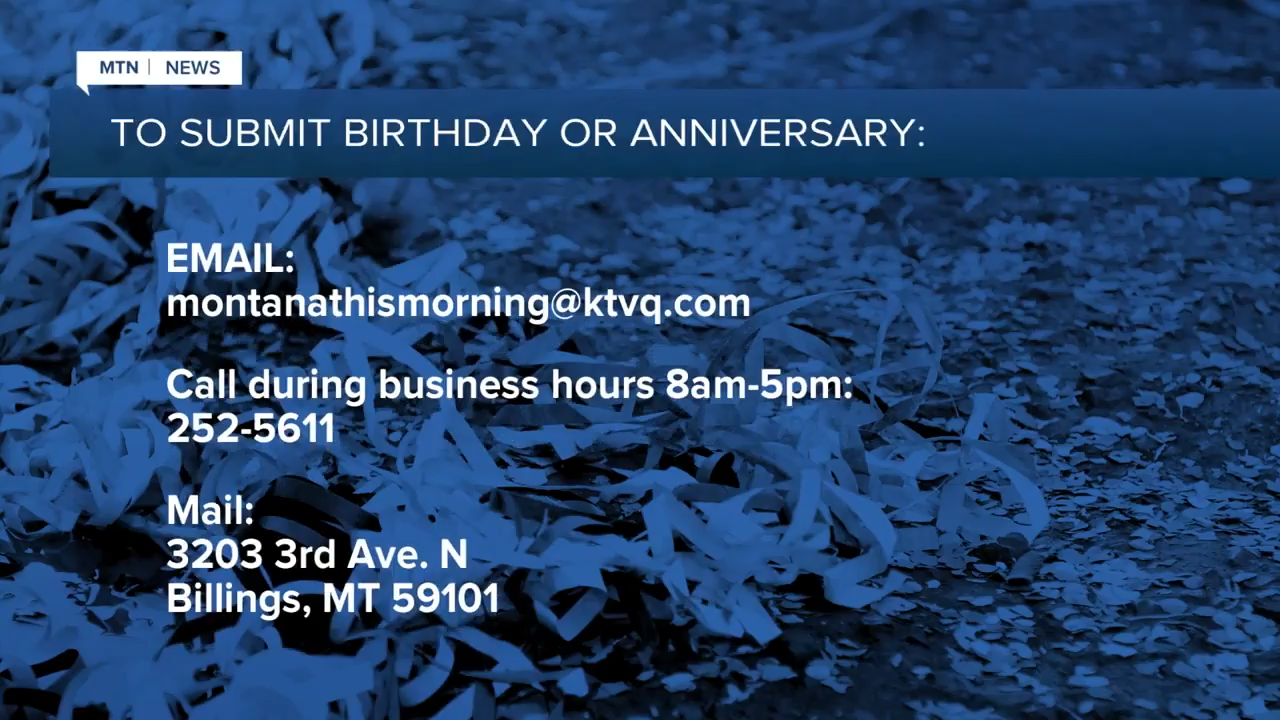 MTN | NEWS
TO SUBMIT BIRTHDAY OR ANNIVERSARY:
EMAIL:
montanathismorning@ktvq.com
Call during business hours 8am-5pm:
252-5611
Mail:
3203 3rd Ave. N
Billings, MT 59101